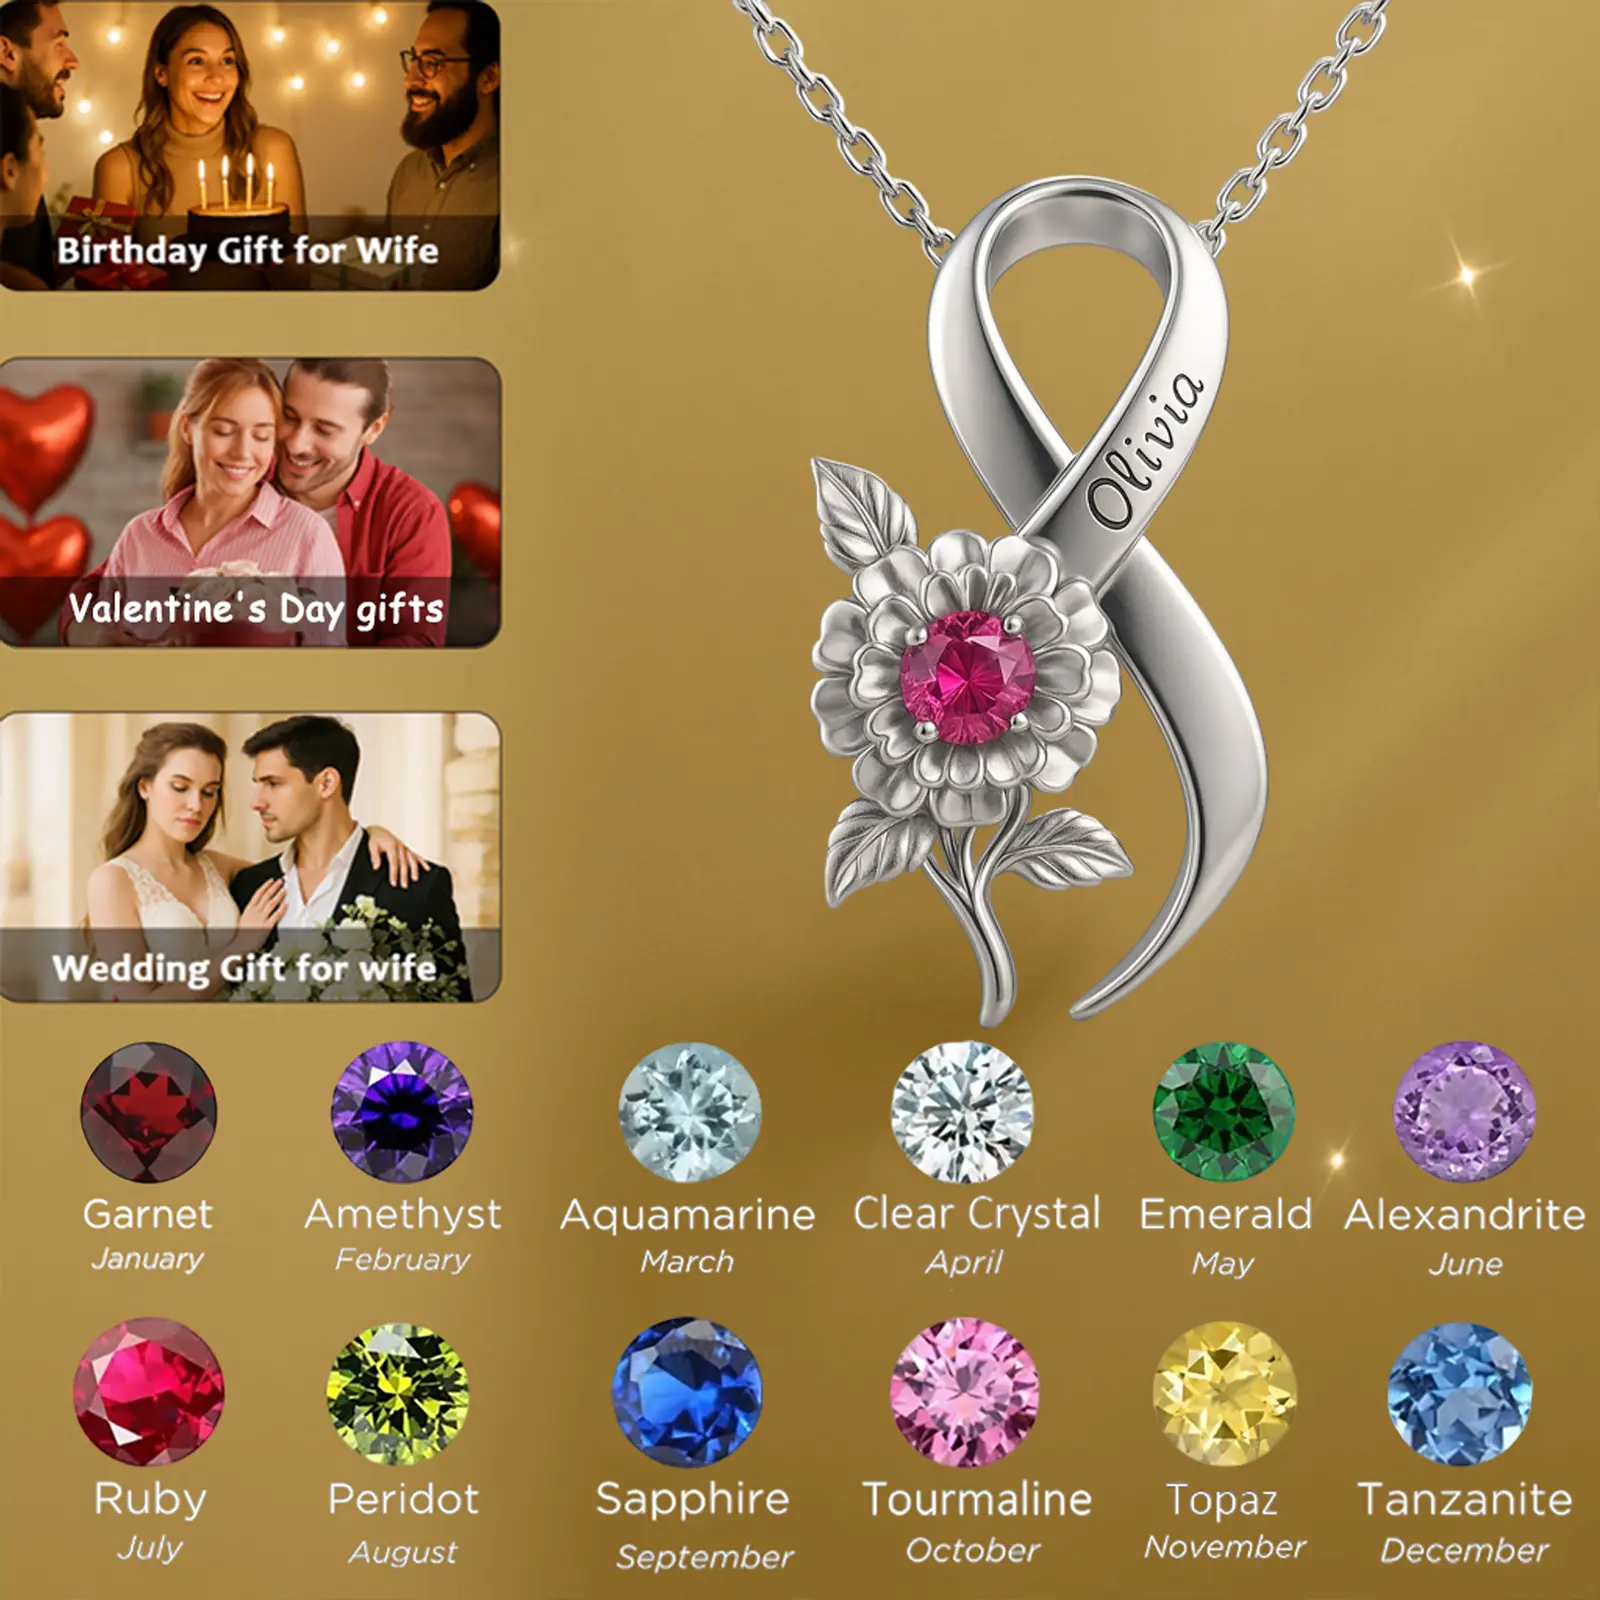 Birthday Gift for Wife
Valentine's Day gifts
Wedding Gift for wife
Olivia
Garnet
January
Amethyst
February
Aquamarine
March
Clear Crystal
April
Emerald
May
Alexandrite
June
Ruby
July
Peridot
August
Sapphire
September
Tourmaline
October
Topaz
November
Tanzanite
December